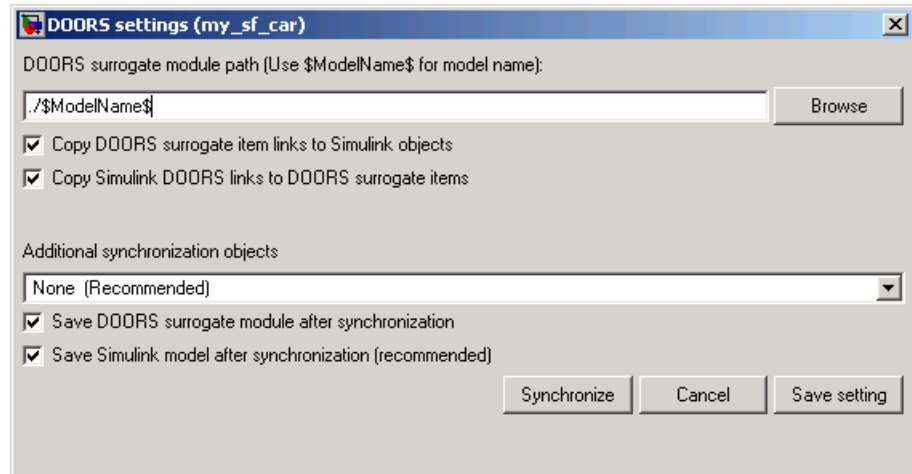 DOORS settings (my_sf_car)
DOORS surrogate module path (Use $ModelName$ for model name):
./$ModelName$ Browse
Copy DOORS surrogate item links to Simulink objects
Copy Simulink DOORS links to DOORS surrogate items
Additional synchronization objects
None (Recommended)
Save DOORS surrogate module after synchronization
Save Simulink model after synchronization (recommended)
Synchronize Cancel Save setting